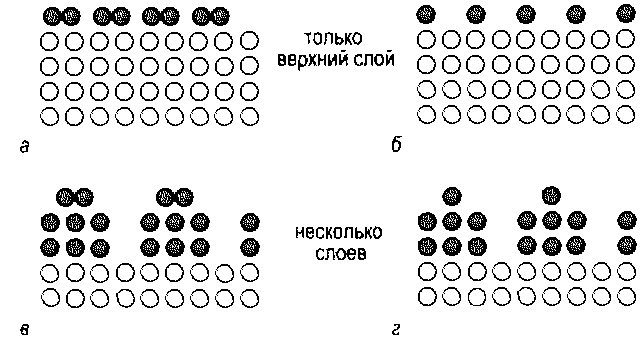 только
верхний слой
а
б
несколько
слоев
в
г